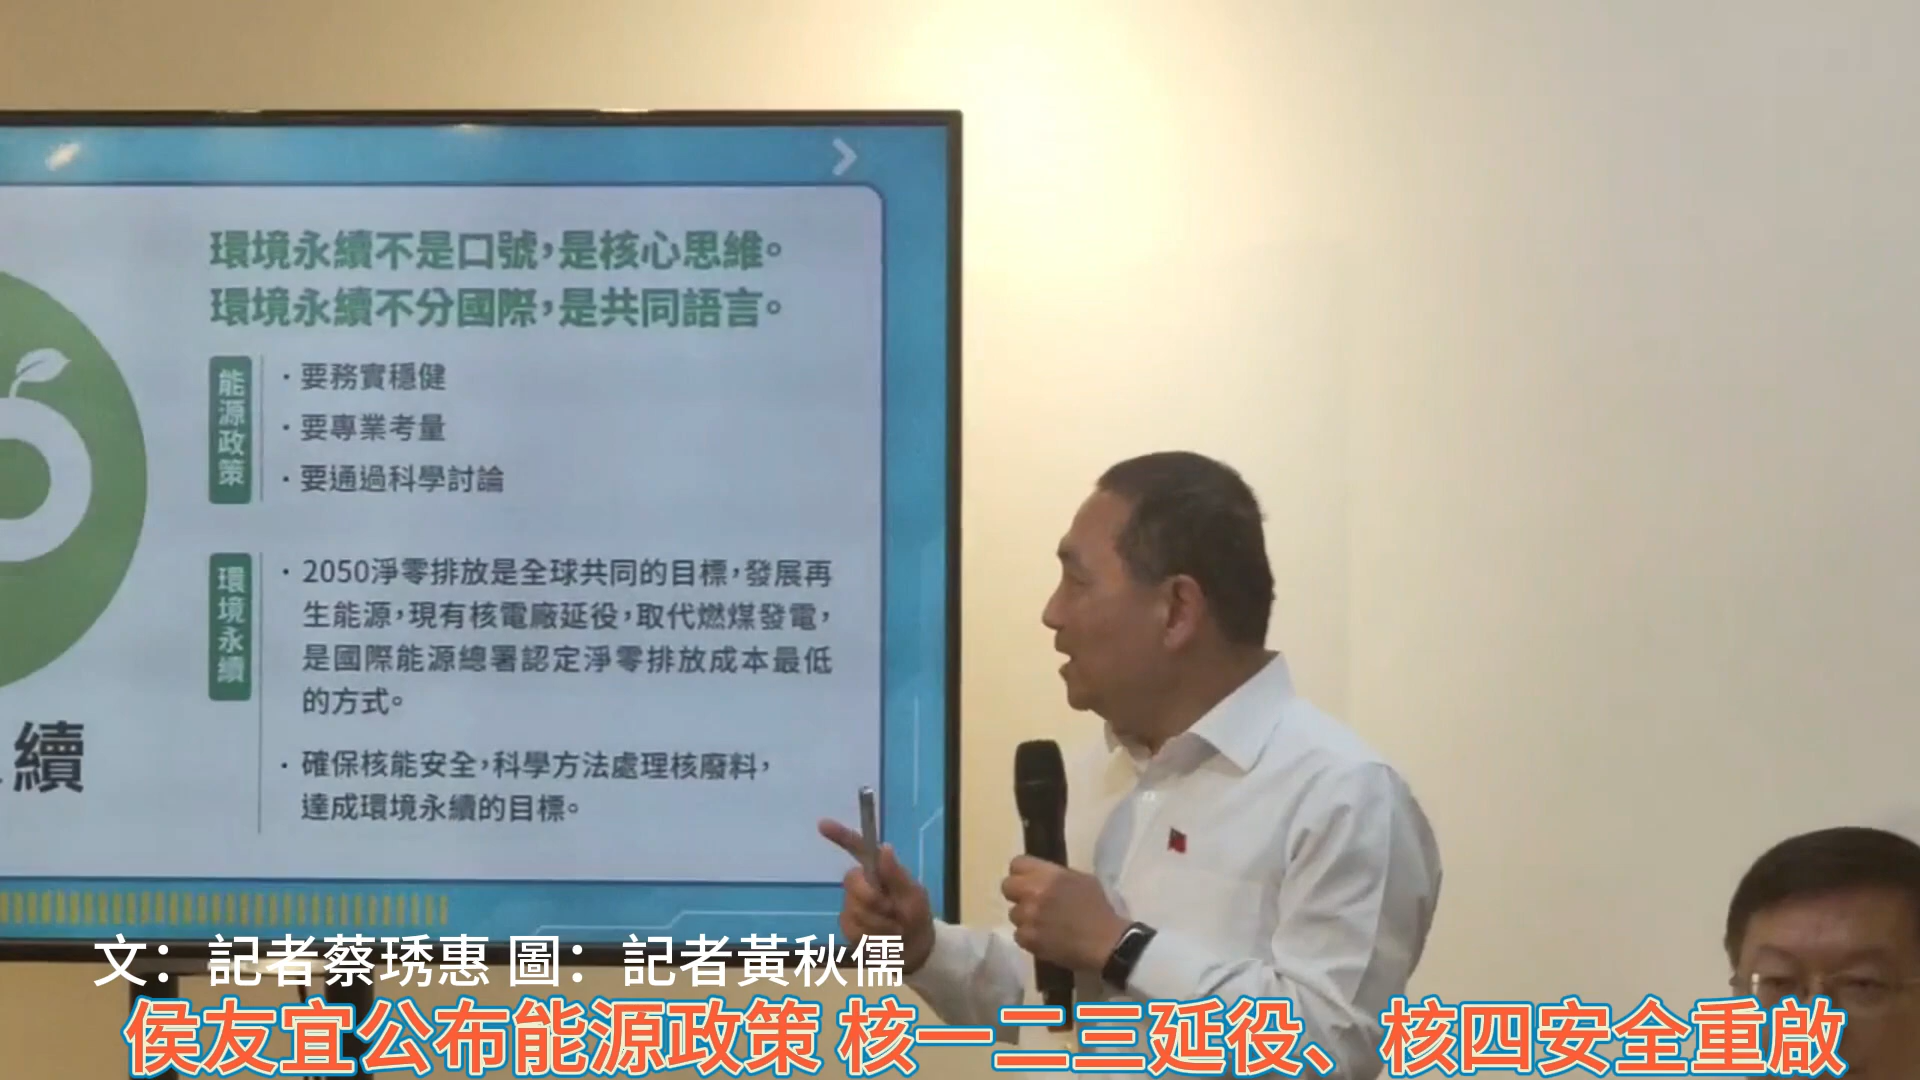 環境永續不是口號，是核心思維。
環境永續不分國際，是共同語言。
能源政策
・要務實穩健
・要專業考量
・要通過科學討論
環境永續
・2050淨零排放是全球共同的目標，發展再
生能源，現有核電廠延役，取代燃煤發電，
是國際能源總署認定淨零排放成本最低
的方式。
・確保核能安全，科學方法處理核廢料，
達成環境永續的目標。
續
文：記者蔡琇惠 圖：記者黃秋儒
侯友宜公布能源政策 核一二三延役、核四安全重啟